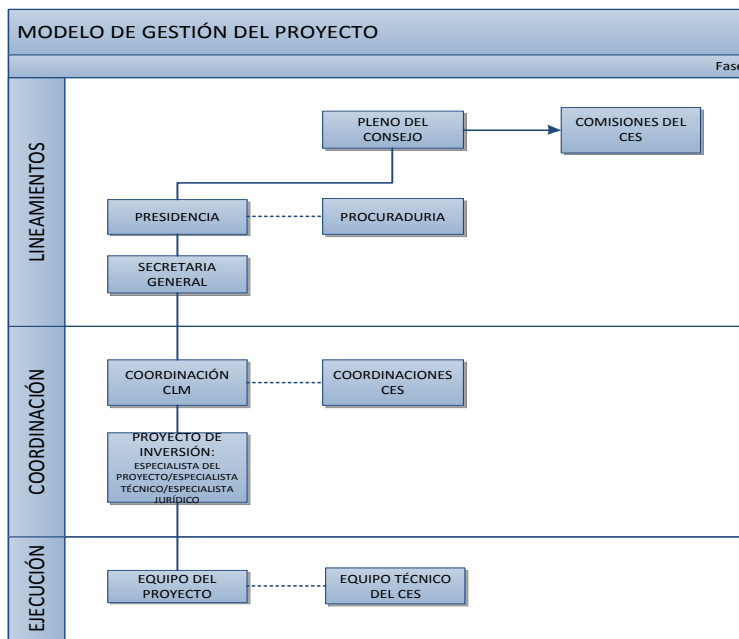 MODELO DE GESTIÓN DEL PROYECTO
Fase
LINEAMIENTOS
PLENO DEL
CONSEJO
COMISIONES DEL
CES
PRESIDENCIA
PROCURADURIA
SECRETARIA
GENERAL
COORDINACIÓN
COORDINACIÓN
CLM
COORDINACIONES
CES
PROYECTO DE
INVERSIÓN:
ESPECIALISTA DEL
PROYECTO/ESPECIALISTA
TÉCNICO/ESPECIALISTA
JURÍDICO
EJECUCIÓN
EQUIPO DEL
PROYECTO
EQUIPO TÉCNICO
DEL CES